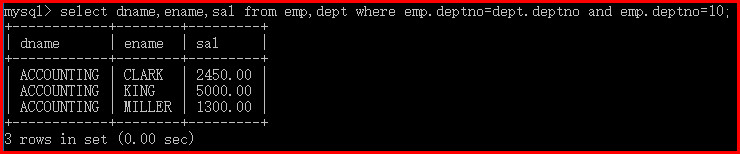 mysql> select dname,ename,sal from emp,dept where emp.deptno=dept.deptno and emp.deptno=10;
+------------+--------+---------+
| dname      | ename  | sal     |
+------------+--------+---------+
| ACCOUNTING | CLARK  | 2450.00 |
| ACCOUNTING | KING   | 5000.00 |
| ACCOUNTING | MILLER | 1300.00 |
+------------+--------+---------+
3 rows in set (0.00 sec)